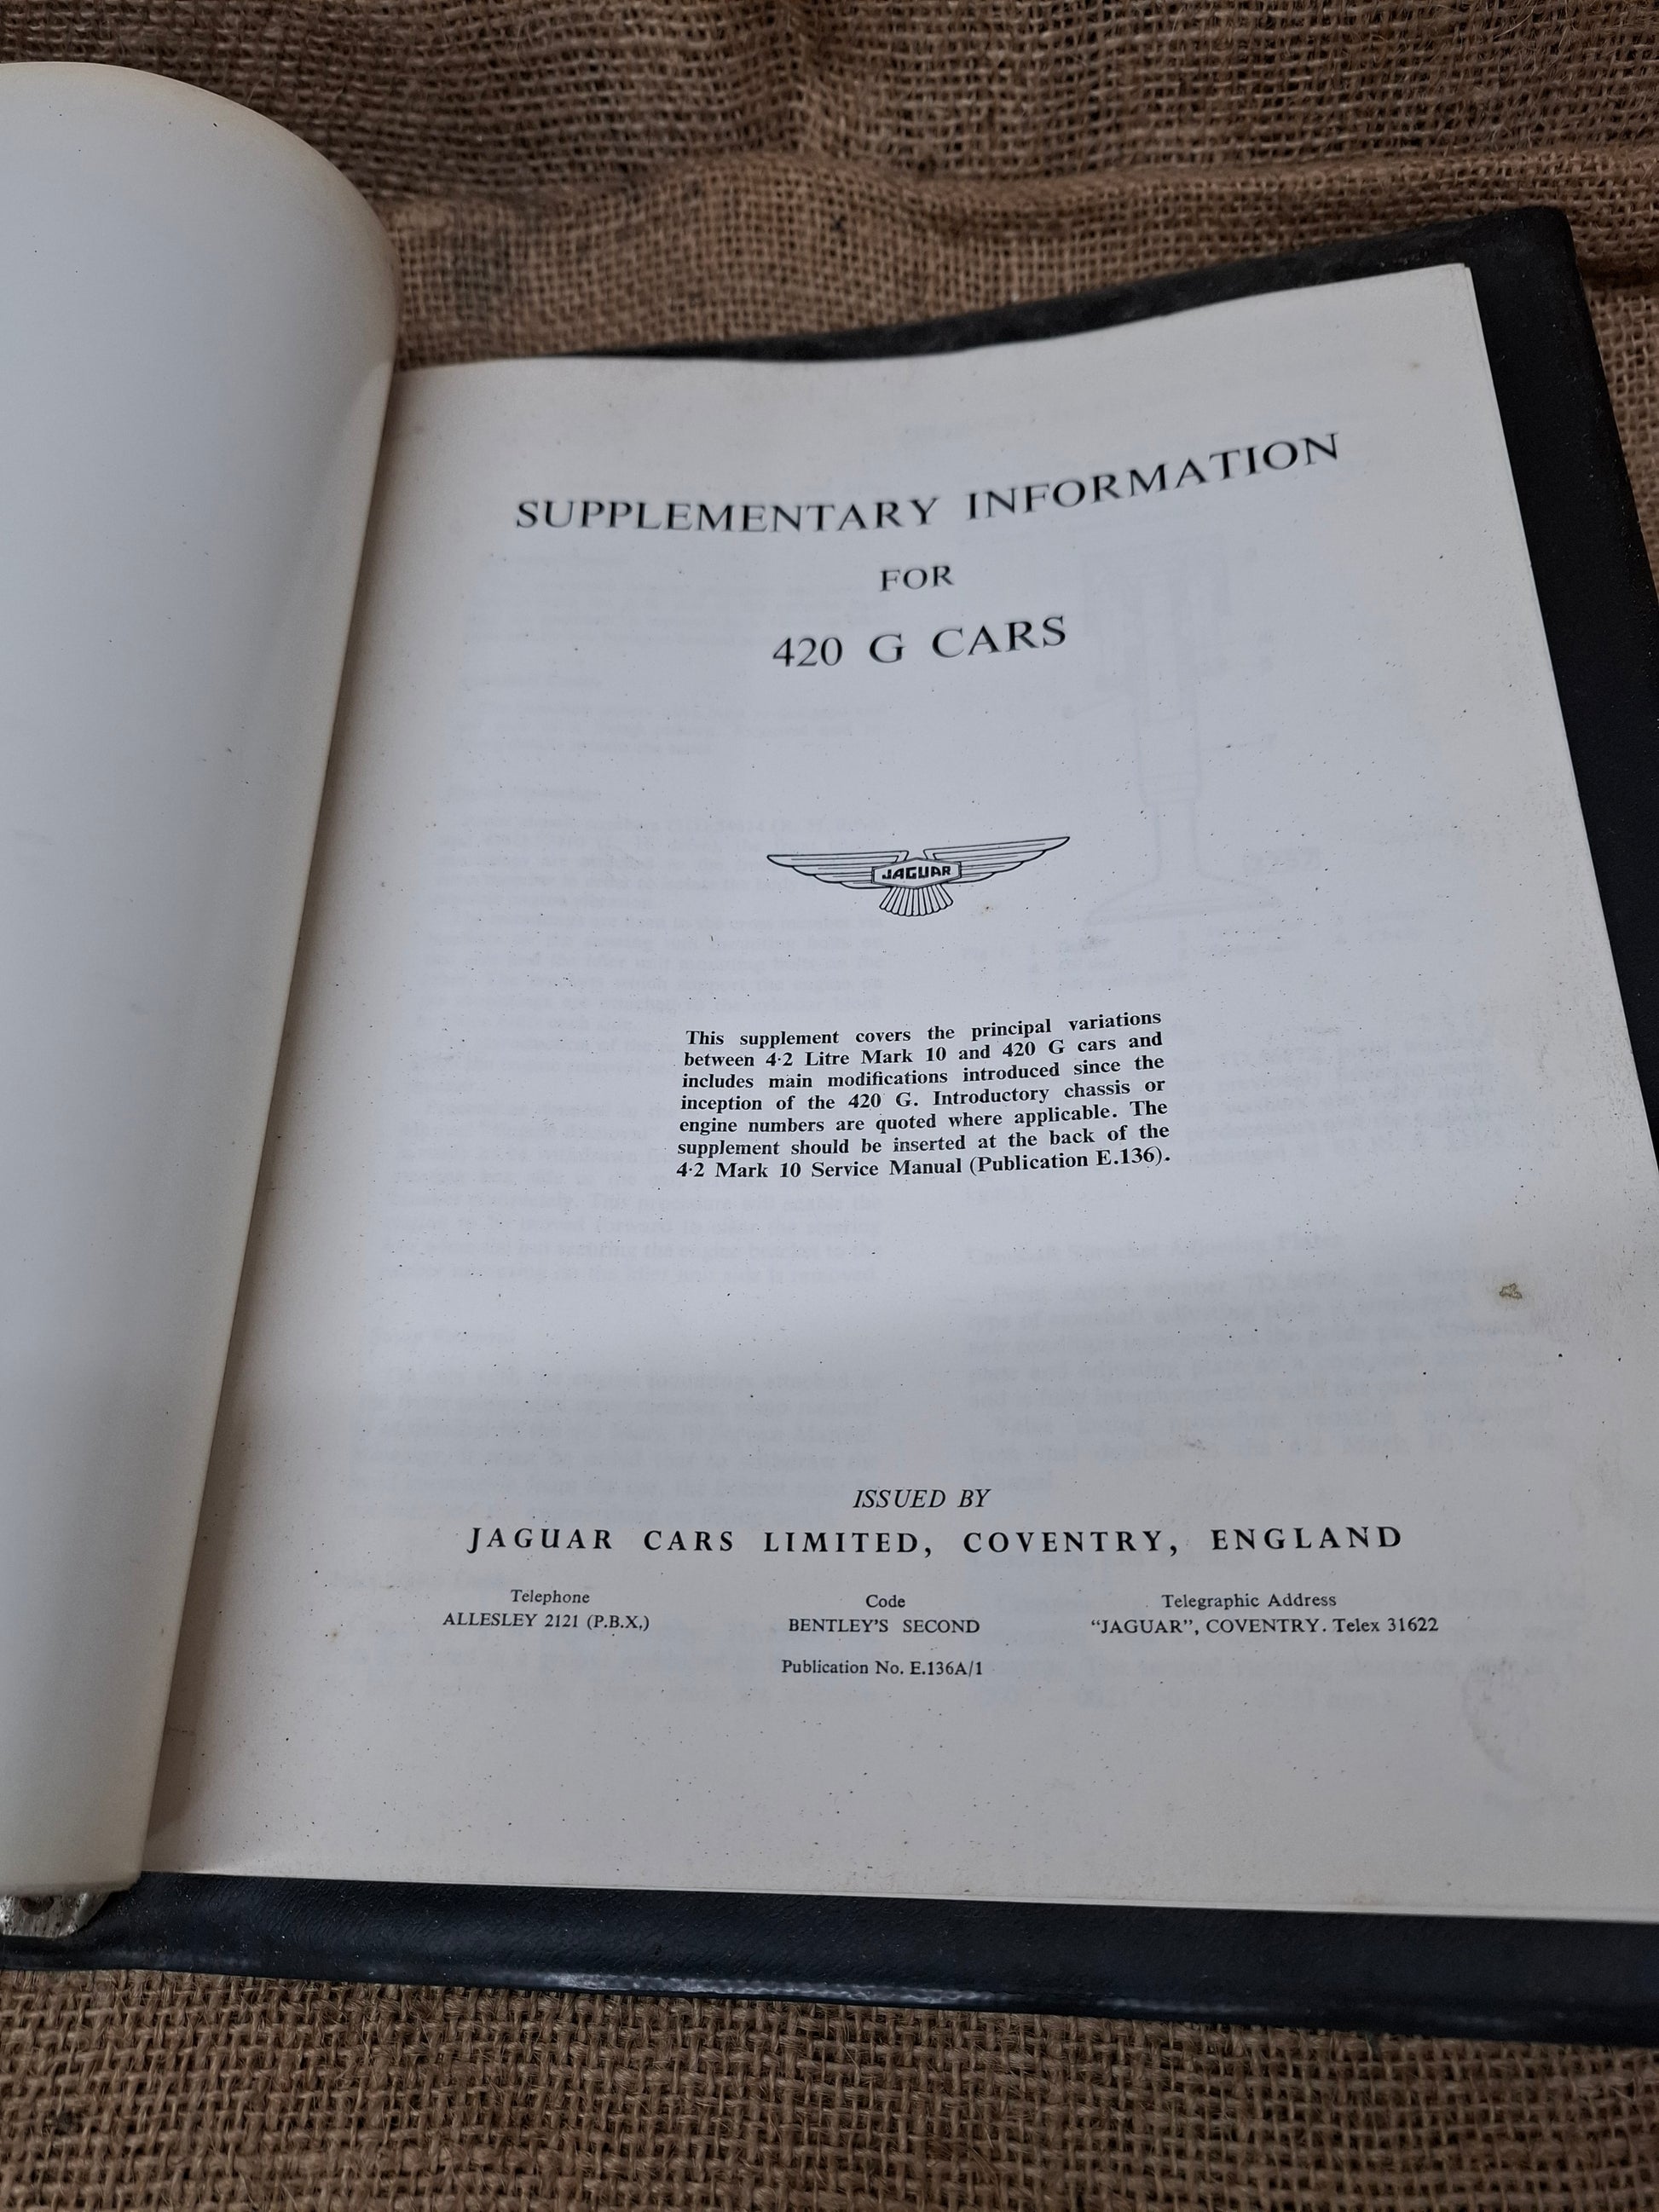 SUPPLEMENTARY INFORMATION
FOR
420 G CARS
JAGUAR
This supplement covers the principal variations
between 4·2 Litre Mark 10 and 420 G cars and
includes main modifications introduced since the
inception of the 420 G. Introductory chassis or
engine numbers are quoted where applicable. The
supplement should be inserted at the back of the
4·2 Mark 10 Service Manual (Publication E.136).
ISSUED BY
JAGUAR CARS LIMITED, COVENTRY, ENGLAND
Telephone Code Telegraphic Address
ALLESLEY 2121 (P.B.X.) BENTLEY'S SECOND "JAGUAR", COVENTRY. Telex 31622
Publication No. E.136A/1